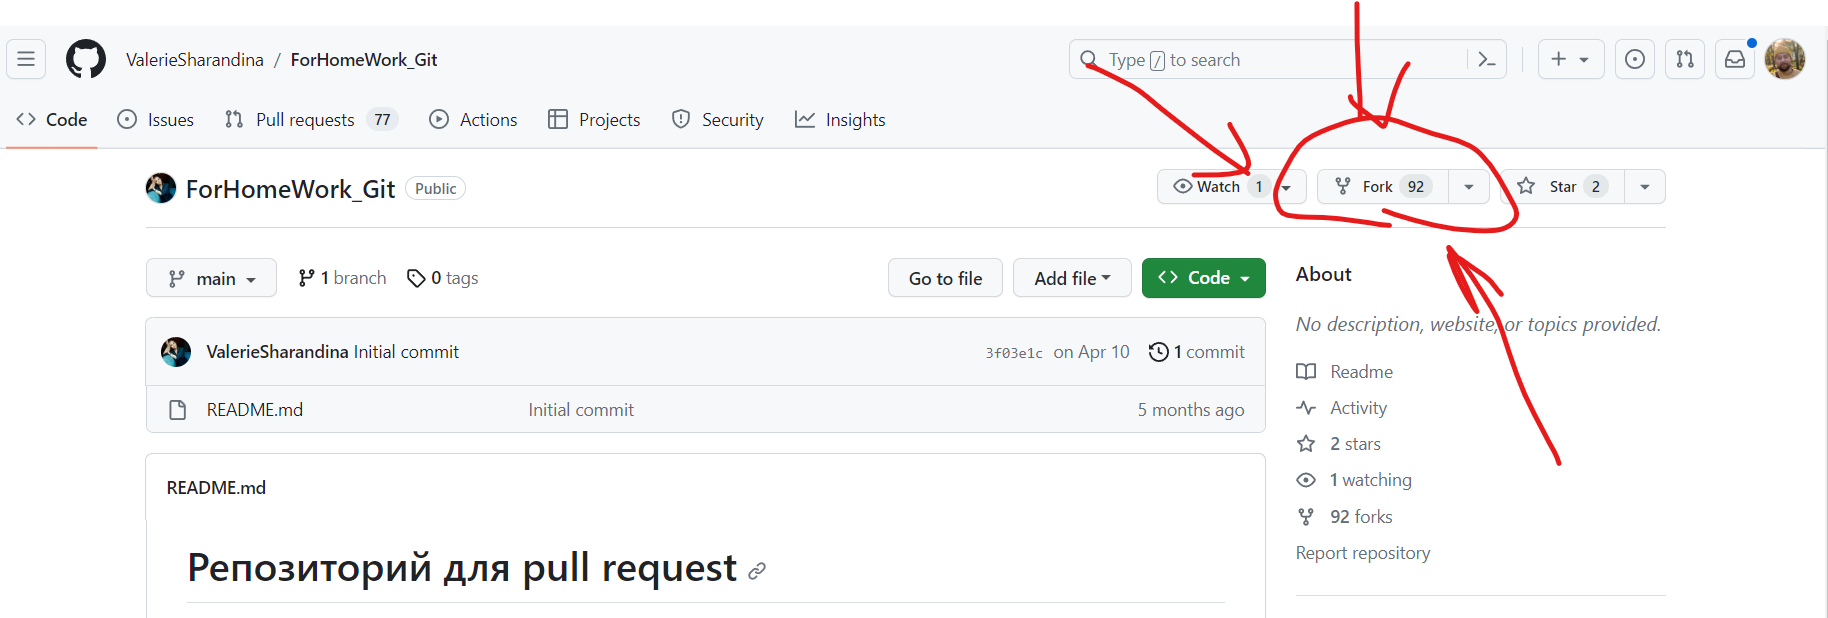 ValerieSharandina / ForHomeWork_Git
Type / to search
Code Issues Pull requests 77 Actions Projects Security Insights
ForHomeWork_Git Public
Watch 1 Fork 92 Star 2
main 1 branch 0 tags Go to file Add file Code
ValerieSharandina Initial commit 3f03e1c on Apr 10 1 commit
README.md Initial commit 5 months ago
README.md
Репозиторий для pull request
About
No description, website, or topics provided.
Readme
Activity
2 stars
1 watching
92 forks
Report repository